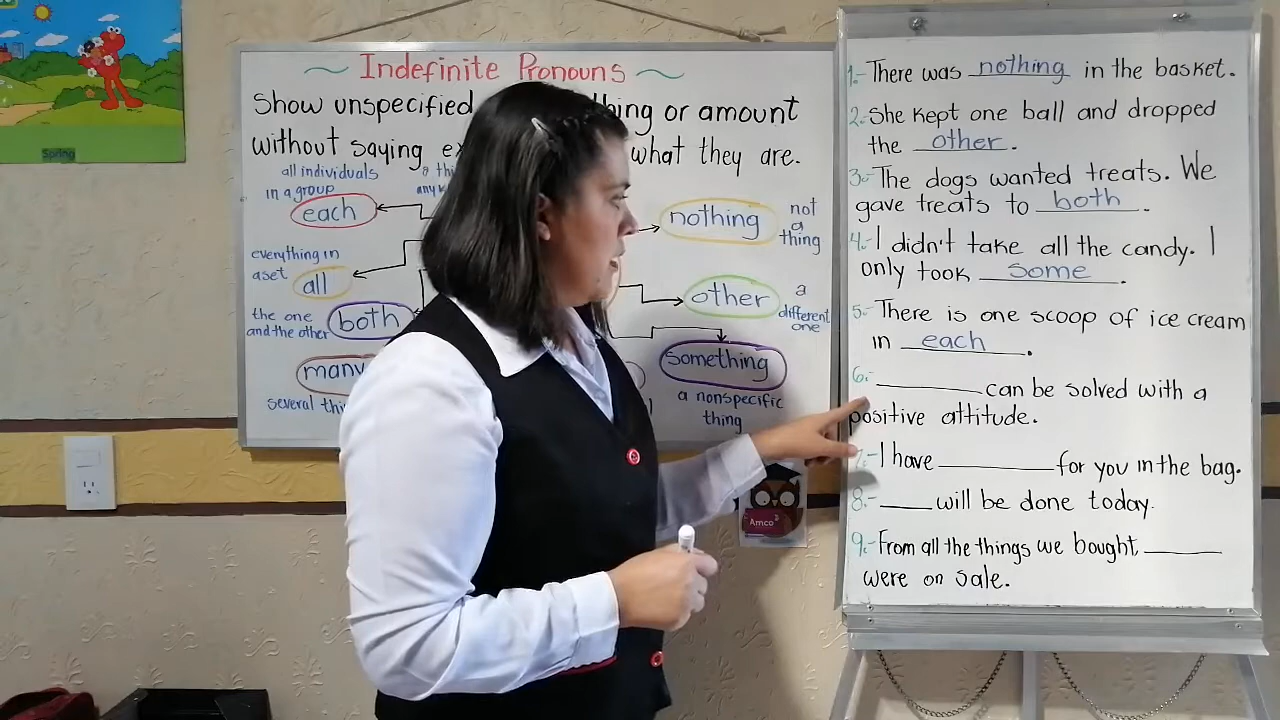 Spring
~ Indefinite Pronouns ~
Show unspecified thing or amount
without saying what they are.
all individuals
in a group
each
everything in
a set
all
the one
and the other
both
many
nothing
not
a
thing
other
a
different
one
something
a nonspecific
thing
Amco
1.- There was nothing in the basket.
2.- She kept one ball and dropped
the other.
3.- The dogs wanted treats. We
gave treats to both.
4.- I didn't take all the candy. I
only took some.
5.- There is one scoop of ice cream
in each.
6.- ________ can be solved with a
positive attitude.
7.- I have ________ for you in the bag.
8.- ____ will be done today.
9.- From all the things we bought, ______
were on sale.